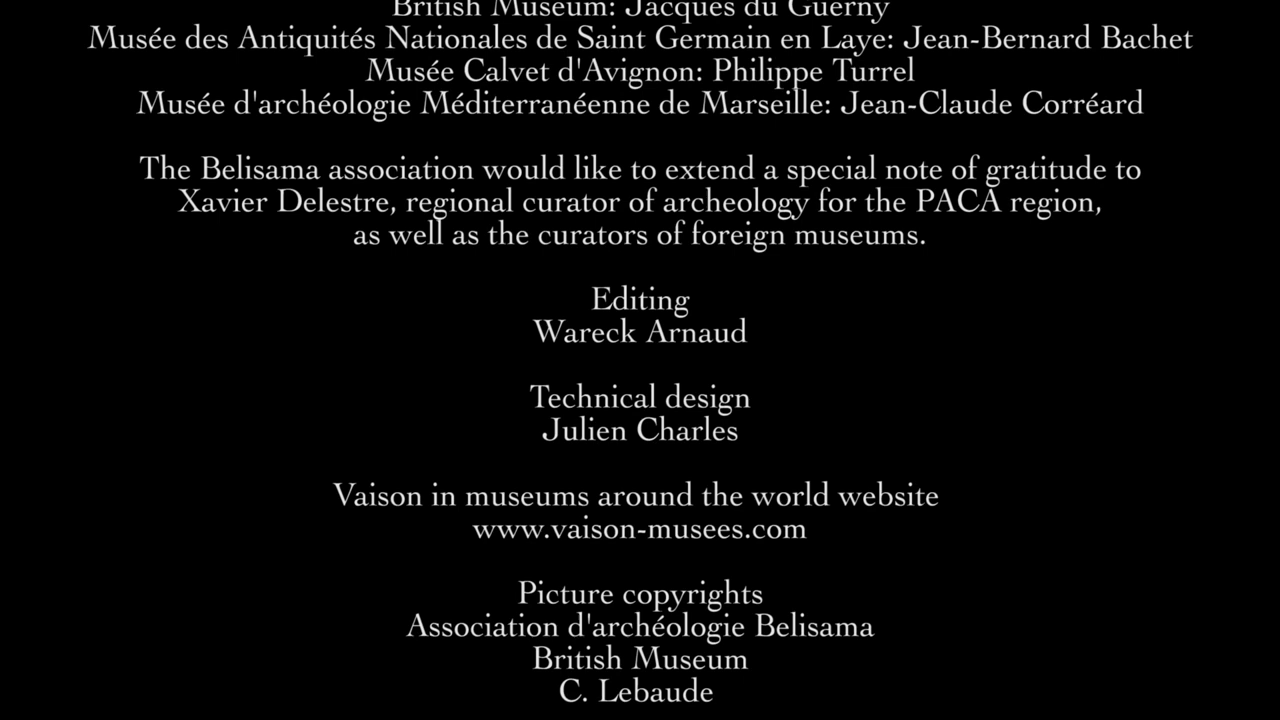 British Museum: Jacques du Guerny
Musée des Antiquités Nationales de Saint Germain en Laye: Jean-Bernard Bachet
Musée Calvet d'Avignon: Philippe Turrel
Musée d'archéologie Méditerranéenne de Marseille: Jean-Claude Corréard
The Belisama association would like to extend a special note of gratitude to
Xavier Delestre, regional curator of archeology for the PACA region,
as well as the curators of foreign museums.
Editing
Wareck Arnaud
Technical design
Julien Charles
Vaison in museums around the world website
www.vaison-musees.com
Picture copyrights
Association d'archéologie Belisama
British Museum
C. Lebaude